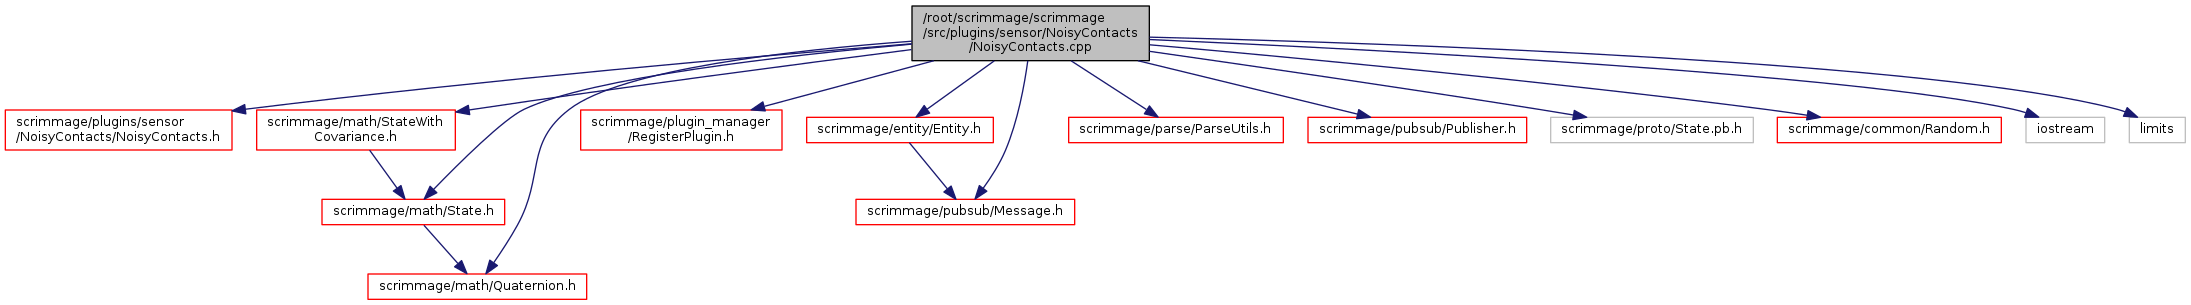 /root/scrimmage/scrimmage
/src/plugins/sensor/NoisyContacts
/NoisyContacts.cpp
scrimmage/plugins/sensor
/NoisyContacts/NoisyContacts.h
scrimmage/math/StateWith
Covariance.h
scrimmage/plugin_manager
/RegisterPlugin.h
scrimmage/entity/Entity.h
scrimmage/parse/ParseUtils.h
scrimmage/pubsub/Publisher.h
scrimmage/proto/State.pb.h
scrimmage/common/Random.h
iostream
limits
scrimmage/math/State.h
scrimmage/pubsub/Message.h
scrimmage/math/Quaternion.h